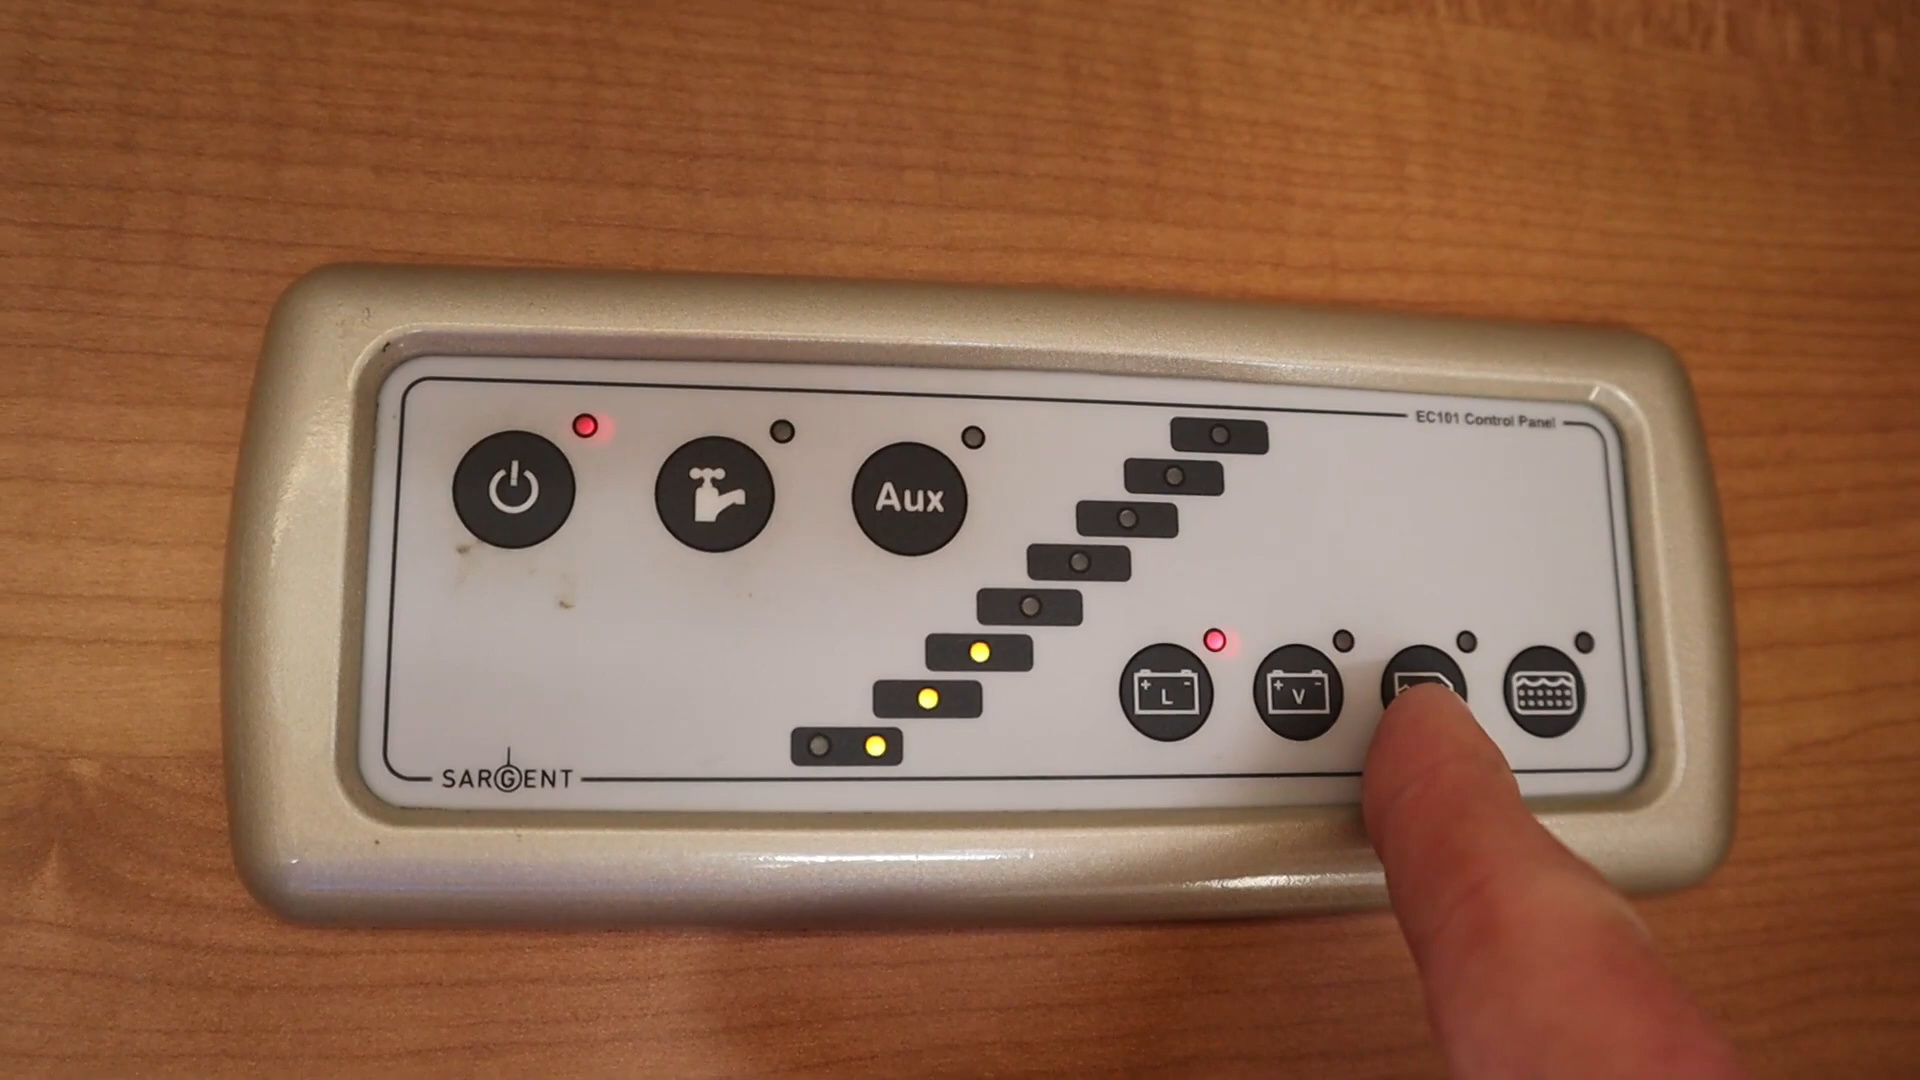 EC101 Control Panel
Aux
+ L -
+ V -
SARGENT